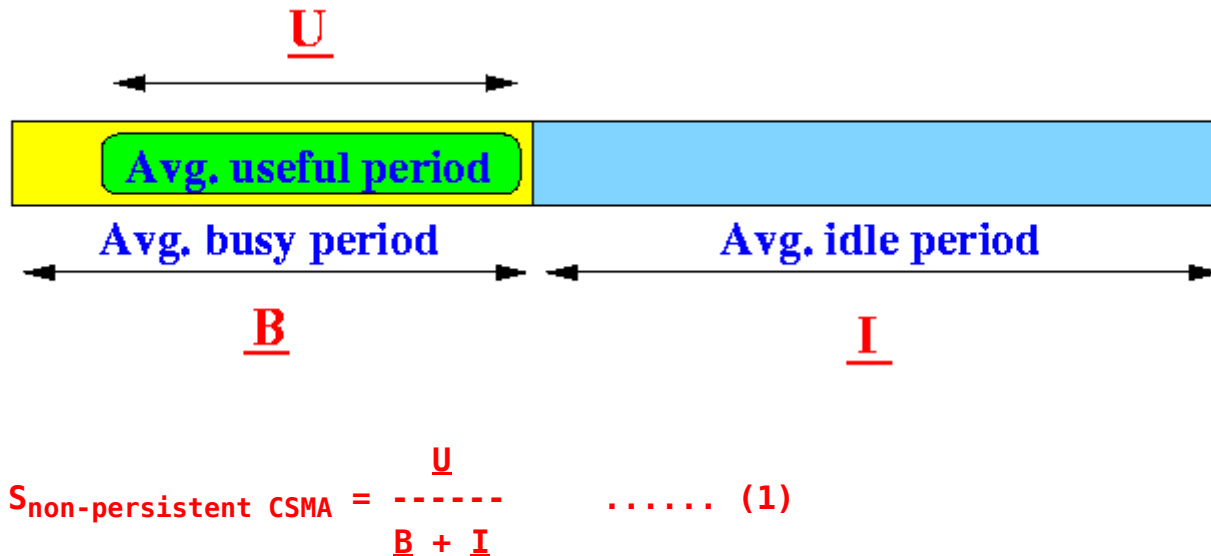 U
Avg. useful period
Avg. busy period
Avg. idle period
B
I
U
Snon-persistent CSMA = ------ ...... (1)
B + I